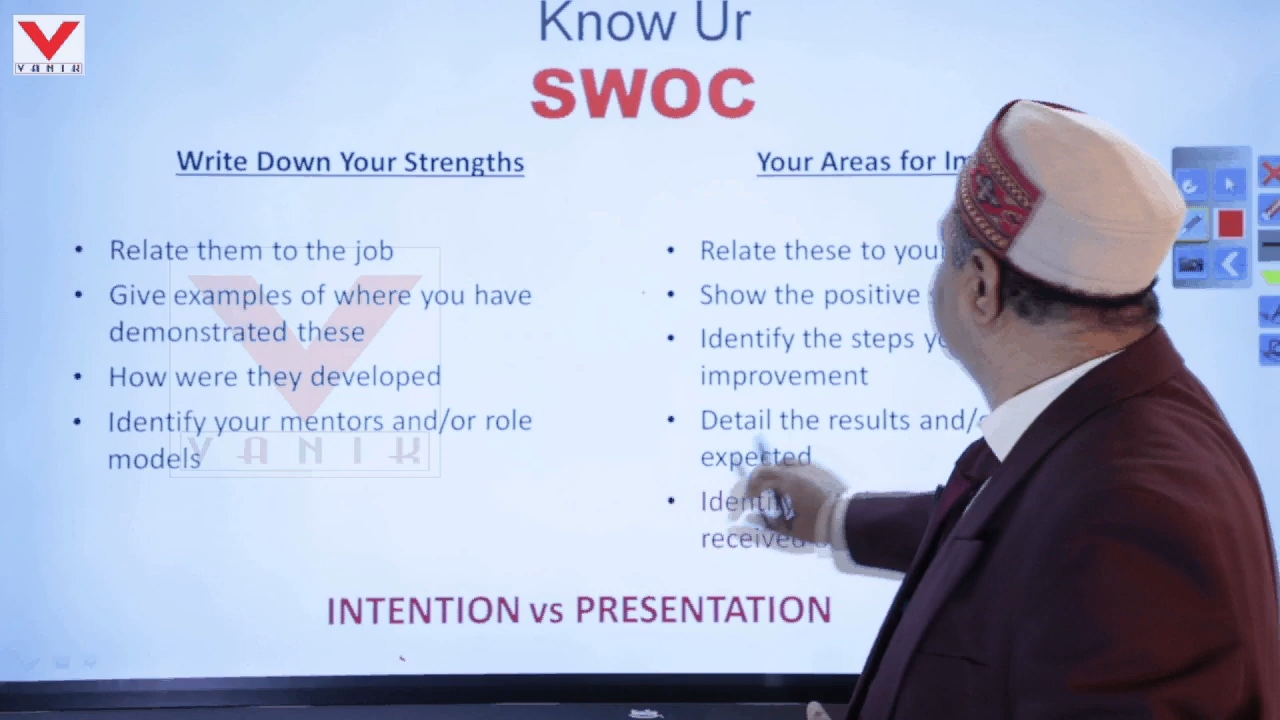 VANIK
Know Ur
SWOC
Write Down Your Strengths
• Relate them to the job
• Give examples of where you have
demonstrated these
• How were they developed
• Identify your mentors and/or role
models
VANIK
Your Areas for
• Relate these to your
• Show the positive
• Identify the steps
improvement
• Detail the results and/
expected
•
received
INTENTION vs PRESENTATION